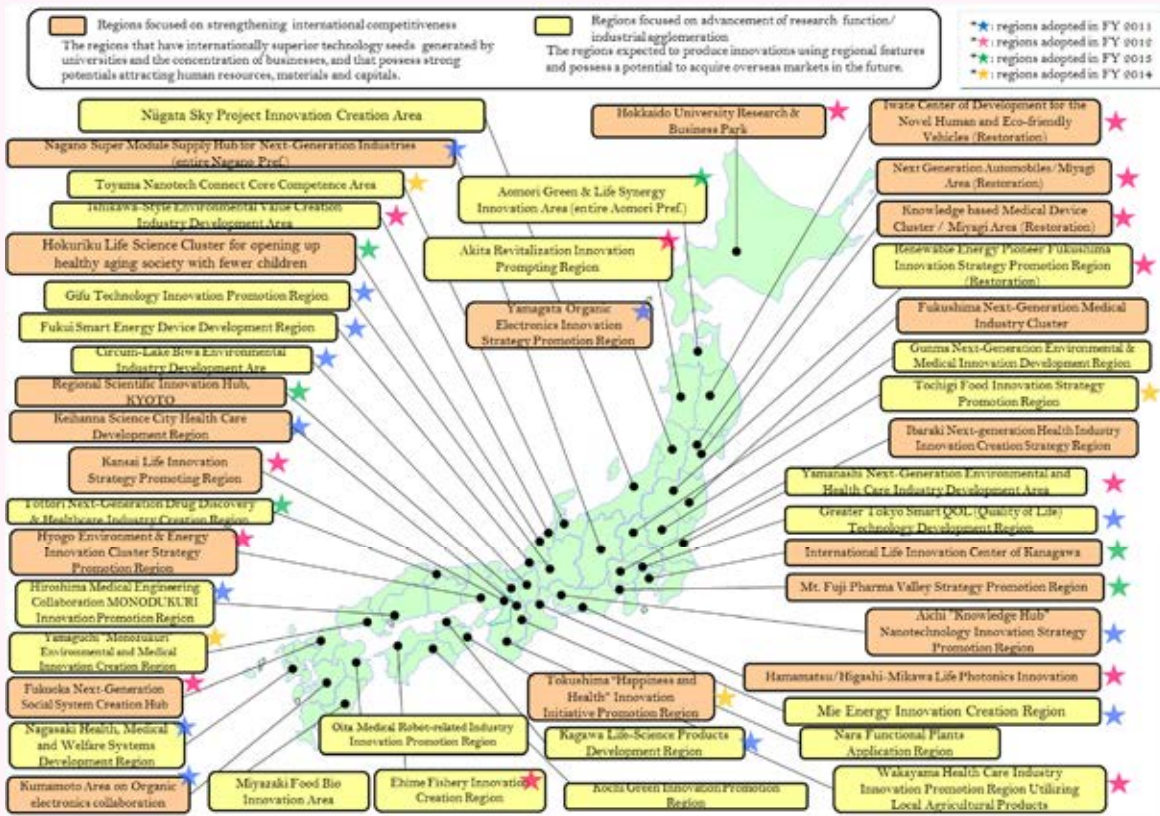 Regions focused on strengthening international competitiveness
The regions that have internationally superior technology seeds generated by
universities and the concentration of businesses, and that possess strong
potentials attracting human resources, materials and capitals.
Regions focused on advancement of research function/
industrial agglomeration
The regions expected to produce innovations using regional features
and possess a potential to acquire overseas markets in the future.
*★: regions adopted in FY 2011
*★: regions adopted in FY 2012
*★: regions adopted in FY 2013
*★: regions adopted in FY 2014
Niigata Sky Project Innovation Creation Area
Nagano Super Module Supply Hub for Next-Generation Industries
(entire Nagano Pref.)
Toyama Nanotech Connect Core Competence Area
Ishikawa-Style Environmental Value Creation
Industry Development Area
Hokuriku Life Science Cluster for opening up
healthy aging society with fewer children
Gifu Technology Innovation Promotion Region
Fukui Smart Energy Device Development Region
Circum-Lake Biwa Environmental
Industry Development Are
Regional Scientific Innovation Hub,
KYOTO
Keihanna Science City Health Care
Development Region
Kansai Life Innovation
Strategy Promoting Region
Tottori Next-Generation Drug Discovery
& Healthcare Industry Creation Region
Hyogo Environment & Energy
Innovation Cluster Strategy
Promotion Region
Hiroshima Medical Engineering
Collaboration MONODUKURI
Innovation Promotion Region
Yamaguchi "Monozukuri"
Environmental and Medical
Innovation Creation Region
Fukuoka Next-Generation
Social System Creation Hub
Nagasaki Health, Medical
and Welfare Systems
Development Region
Kumamoto Area on Organic
electronics collaboration
Hokkaido University Research &
Business Park
Aomori Green & Life Synergy
Innovation Area (entire Aomori Pref.)
Akita Revitalization Innovation
Prompting Region
Yamagata Organic
Electronics Innovation
Strategy Promotion Region
Iwate Center of Development for the
Novel Human and Eco-friendly
Vehicles (Restoration)
Next Generation Automobiles/Miyagi
Area (Restoration)
Knowledge based Medical Device
Cluster / Miyagi Area (Restoration)
Renewable Energy Pioneer Fukushima
Innovation Strategy Promotion Region
(Restoration)
Fukushima Next-Generation Medical
Industry Cluster
Gunma Next-Generation Environmental &
Medical Innovation Development Region
Tochigi Food Innovation Strategy
Promotion Region
Ibaraki Next-generation Health Industry
Innovation Creation Strategy Region
Yamanashi Next-Generation Environmental and
Health Care Industry Development Area
Greater Tokyo Smart QOL (Quality of Life)
Technology Development Region
International Life Innovation Center of Kanagawa
Mt. Fuji Pharma Valley Strategy Promotion Region
Aichi "Knowledge Hub"
Nanotechnology Innovation Strategy
Promotion Region
Hamamatsu/Higashi-Mikawa Life Photonics Innovation
Mie Energy Innovation Creation Region
Nara Functional Plants
Application Region
Wakayama Health Care Industry
Innovation Promotion Region Utilizing
Local Agricultural Products
Tokushima "Happiness and
Health" Innovation
Initiative Promotion Region
Kagawa Life-Science Products
Development Region
Oita Medical Robot-related Industry
Innovation Promotion Region
Miyazaki Food Bio
Innovation Area
Ehime Fishery Innovation
Creation Region
Kochi Green Innovation Promotion
Region